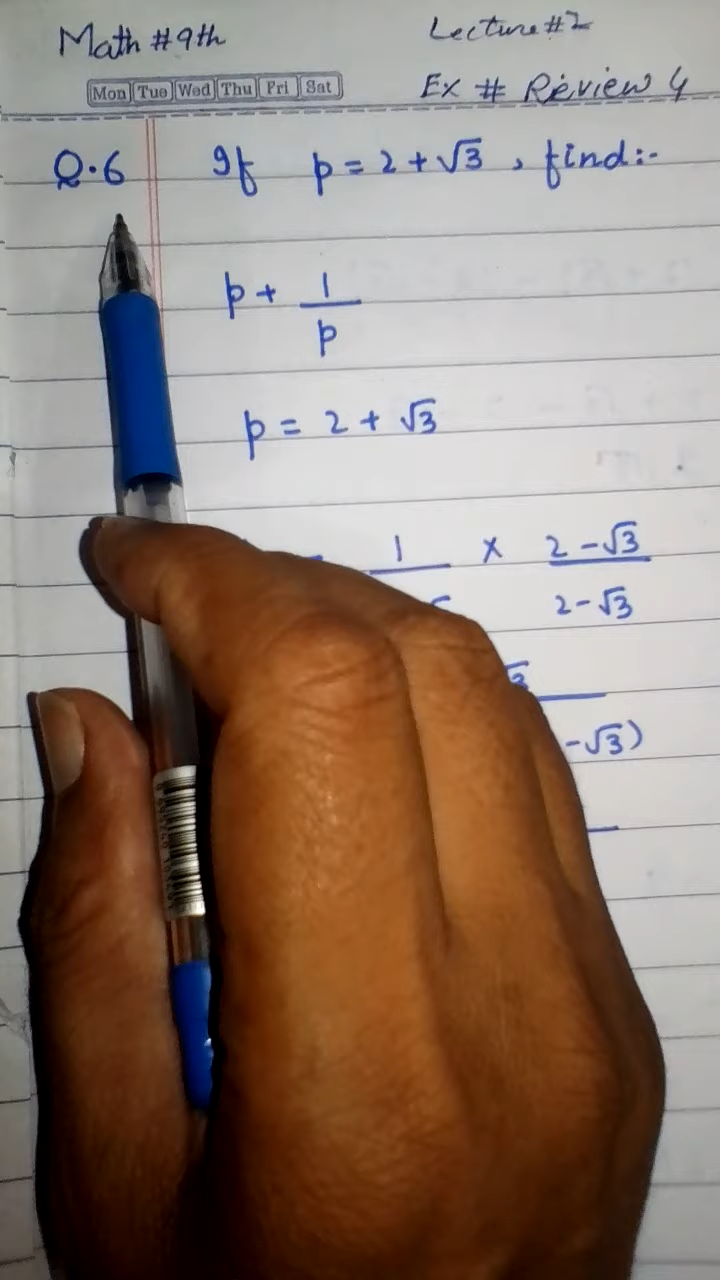 Math # 9th Lecture # 2
Mon Tue Wed Thu Fri Sat Ex # Review 4
Q.6 If p = 2 + √3 , find:-
p + 1/p
p = 2 + √3
1 × 2 - √3
2 - √3
√3
- √3)